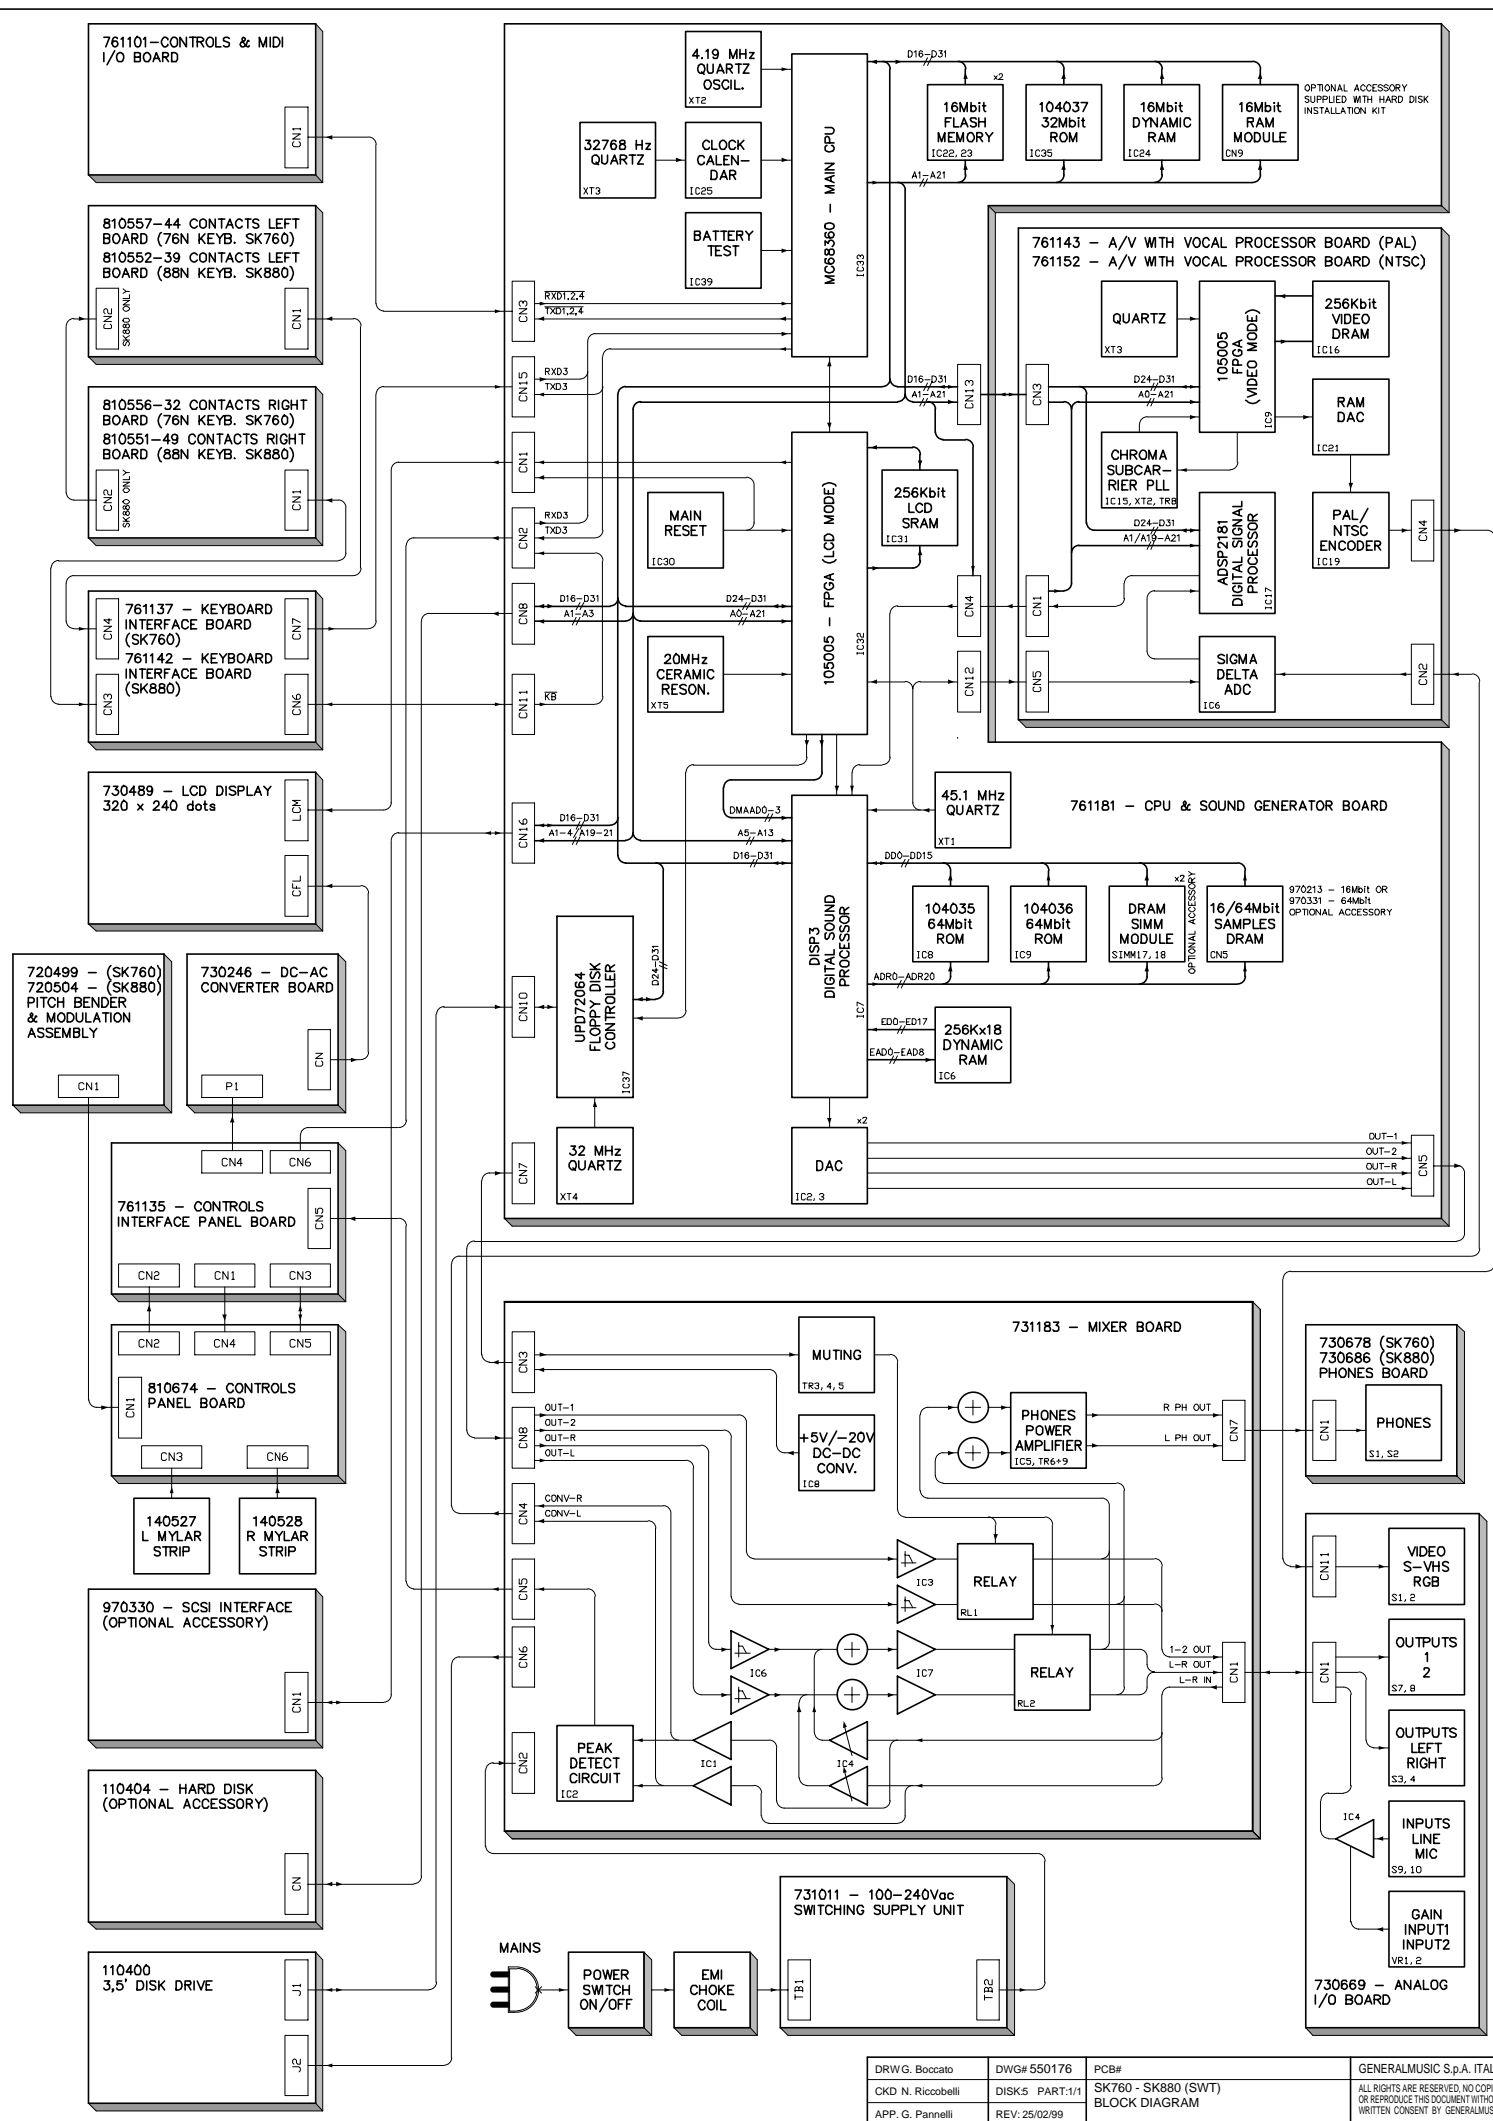 761101-CONTROLS & MIDI
I/O BOARD
CN1
810557-44 CONTACTS LEFT
BOARD (76N KEYB. SK760)
810552-39 CONTACTS LEFT
BOARD (88N KEYB. SK880)
CN2
SK880 ONLY
CN1
810556-32 CONTACTS RIGHT
BOARD (76N KEYB. SK760)
810551-49 CONTACTS RIGHT
BOARD (88N KEYB. SK880)
CN2
SK880 ONLY
CN1
CN4
761137 - KEYBOARD
INTERFACE BOARD
(SK760)
761142 - KEYBOARD
INTERFACE BOARD
(SK880)
CN7
CN3
CN6
730489 - LCD DISPLAY
320 x 240 dots
LCM
CFL
720499 - (SK760)
720504 - (SK880)
PITCH BENDER
& MODULATION
ASSEMBLY
CN1
730246 - DC-AC
CONVERTER BOARD
CN
P1
CN4
CN6
761135 - CONTROLS
INTERFACE PANEL BOARD
CN5
CN2
CN1
CN3
CN2
CN4
CN5
810674 - CONTROLS
PANEL BOARD
CN1
CN3
CN6
140527
L MYLAR
STRIP
140528
R MYLAR
STRIP
970330 - SCSI INTERFACE
(OPTIONAL ACCESSORY)
CN1
110404 - HARD DISK
(OPTIONAL ACCESSORY)
CN
110400
3,5' DISK DRIVE
J1
J2
4.19 MHz
QUARTZ
OSCIL.
XT2
32768 Hz
QUARTZ
XT3
CLOCK
CALEN-
DAR
IC25
BATTERY
TEST
IC39
MC68360 - MAIN CPU
IC33
D16-D31
x2
16Mbit
FLASH
MEMORY
IC22, 23
104037
32Mbit
ROM
IC35
16Mbit
DYNAMIC
RAM
IC24
16Mbit
RAM
MODULE
CN9
OPTIONAL ACCESSORY
SUPPLIED WITH HARD DISK
INSTALLATION KIT
A1-A21
CN3
RXD1,2,4
TXD1,2,4
CN15
RXD3
TXD3
CN1
CN2
RXD3
TXD3
CN8
D16-D31
A1-A3
D24-D31
A0-A21
CN11
KB
CN16
D16-D31
A1-4/A19-21
MAIN
RESET
IC30
20MHz
CERAMIC
RESON.
XT5
105005 - FPGA (LCD MODE)
IC32
256Kbit
LCD
SRAM
IC31
D16-D31
A1-A21
CN13
CN4
CN12
761143 - A/V WITH VOCAL PROCESSOR BOARD (PAL)
761152 - A/V WITH VOCAL PROCESSOR BOARD (NTSC)
QUARTZ
XT3
105005
FPGA
(VIDEO MODE)
IC9
256Kbit
VIDEO
DRAM
IC16
CN3
D24-D31
A0-A21
RAM
DAC
IC21
CHROMA
SUBCAR-
RIER PLL
IC15, XT2, TR8
D24-D31
A1/A19-A21
ADSP2181
DIGITAL SIGNAL
PROCESSOR
IC17
PAL/
NTSC
ENCODER
IC19
CN4
CN1
CN5
SIGMA
DELTA
ADC
IC6
CN2
761181 - CPU & SOUND GENERATOR BOARD
DMAAD0-3
A5-A13
D16-D31
45.1 MHz
QUARTZ
XT1
DISP3
DIGITAL SOUND
PROCESSOR
IC7
DD0-DD15
104035
64Mbit
ROM
IC8
104036
64Mbit
ROM
IC9
x2
DRAM
SIMM
MODULE
SIMM17, 18
OPTIONAL ACCESSORY
16/64Mbit
SAMPLES
DRAM
CN5
970213 - 16Mbit OR
970331 - 64Mbit
OPTIONAL ACCESSORY
ADR0-ADR20
ED0-ED17
EAD0-EAD8
256Kx18
DYNAMIC
RAM
IC6
CN10
UPD72064
FLOPPY DISK
CONTROLLER
IC37
D24-D31
32 MHz
QUARTZ
XT4
CN7
x2
DAC
IC2, 3
OUT-1
OUT-2
OUT-R
OUT-L
CN5
731183 - MIXER BOARD
CN3
MUTING
TR3, 4, 5
CN8
OUT-1
OUT-2
OUT-R
OUT-L
+5V/-20V
DC-DC
CONV.
IC8
PHONES
POWER
AMPLIFIER
IC5, TR6÷9
R PH OUT
L PH OUT
CN7
CN4
CONV-R
CONV-L
CN5
CN6
CN2
IC3
RELAY
RL1
IC6
IC7
RELAY
RL2
1-2 OUT
L-R OUT
L-R IN
CN1
PEAK
DETECT
CIRCUIT
IC2
IC1
IC4
730678 (SK760)
730686 (SK880)
PHONES BOARD
CN1
PHONES
S1, S2
CN11
VIDEO
S-VHS
RGB
S1, 2
CN1
OUTPUTS
1
2
S7, 8
OUTPUTS
LEFT
RIGHT
S3, 4
IC4
INPUTS
LINE
MIC
S9, 10
GAIN
INPUT1
INPUT2
VR1, 2
730669 - ANALOG
I/O BOARD
MAINS
POWER
SWITCH
ON/OFF
EMI
CHOKE
COIL
731011 - 100-240Vac
SWITCHING SUPPLY UNIT
TB1
TB2
DRW G. Boccato
DWG# 550176
PCB#
GENERALMUSIC S.p.A. ITAL
CKD N. Riccobelli
DISK:5 PART:1/1
SK760 - SK880 (SWT)
BLOCK DIAGRAM
ALL RIGHTS ARE RESERVED, NO COPI
OR REPRODUCE THIS DOCUMENT WITHO
WRITTEN CONSENT BY GENERALMUS
APP. G. Pannelli
REV: 25/02/99